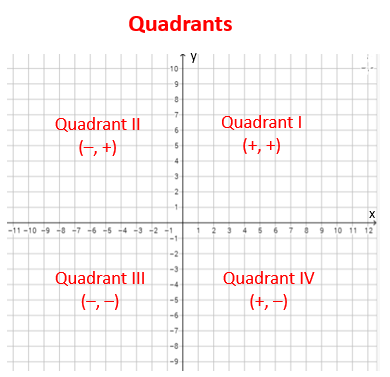 Quadrants
y
10
9
8
7
Quadrant II Quadrant I
6
(–, +) (+, +)
5
4
3
2
1
x
–11 –10 –9 –8 –7 –6 –5 –4 –3 –2 –1 1 2 3 4 5 6 7 8 9 10 11 12
–1
–2
–3
Quadrant III Quadrant IV
–4
(–, –) (+, –)
–5
–6
–7
–8
–9